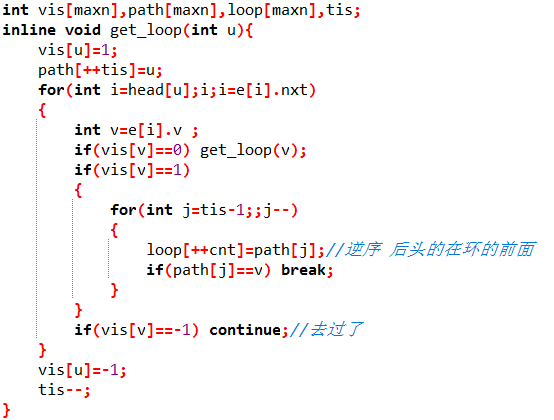 int vis[maxn],path[maxn],loop[maxn],tis;
inline void get_loop(int u){
    vis[u]=1;
    path[++tis]=u;
    for(int i=head[u];i;i=e[i].nxt)
    {
        int v=e[i].v ;
        if(vis[v]==0) get_loop(v);
        if(vis[v]==1)
        {
            for(int j=tis-1;;j--)
            {
                loop[++cnt]=path[j];//逆序 后头的在环的前面
                if(path[j]==v) break;
            }
        }
        if(vis[v]==-1) continue;//去过了
    }
    vis[u]=-1;
    tis--;
}